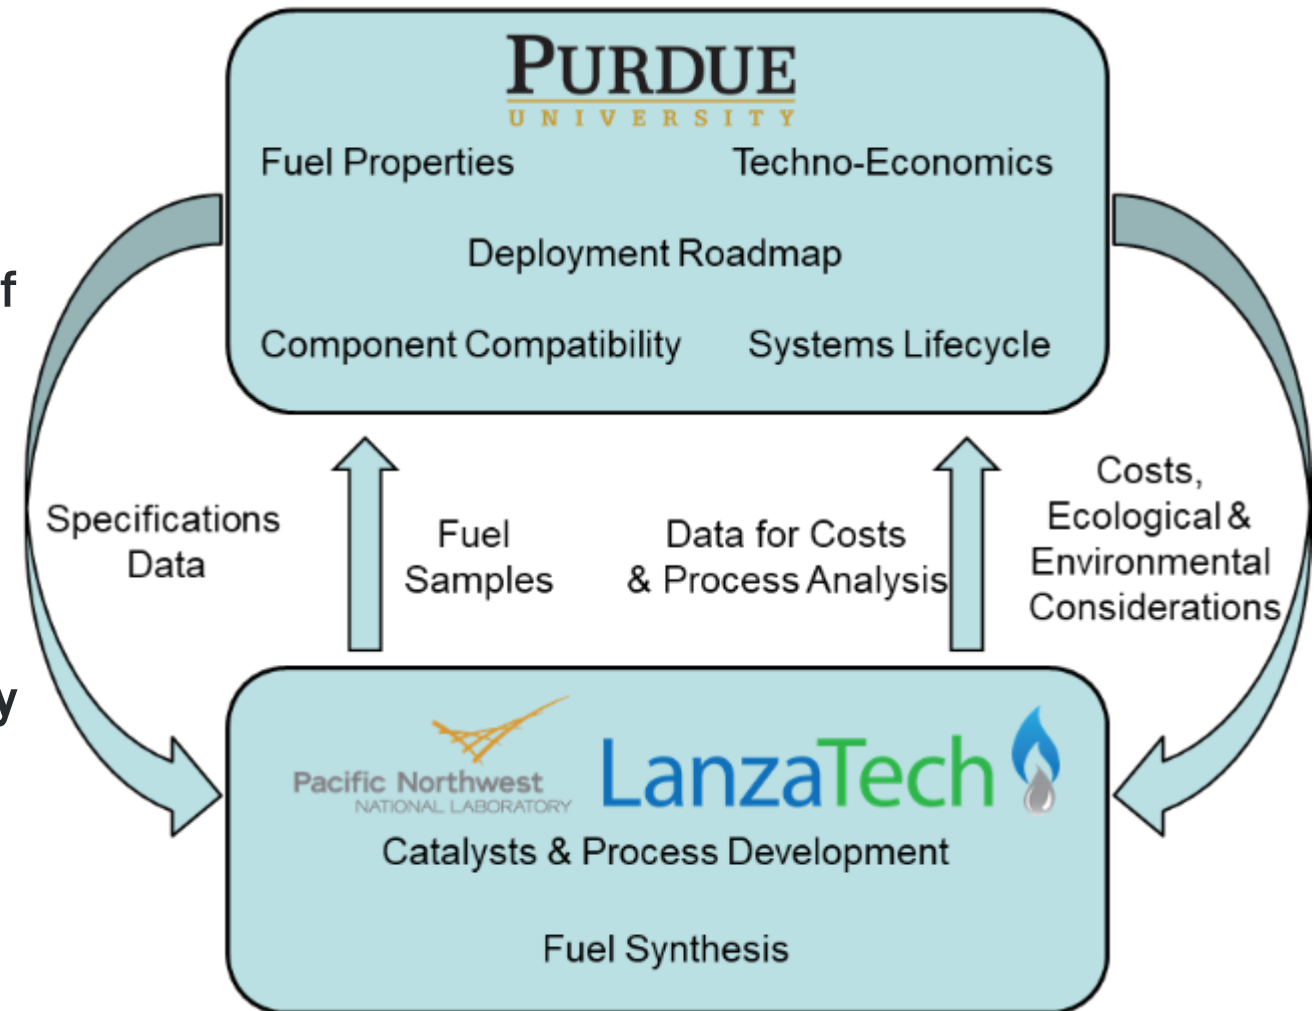 PURDUE
UNIVERSITY
Fuel Properties
Techno-Economics
Deployment Roadmap
f
Component Compatibility
Systems Lifecycle
Specifications
Data
Fuel
Samples
Data for Costs
& Process Analysis
Costs,
Ecological &
Environmental
Considerations
y
Pacific Northwest
NATIONAL LABORATORY
LanzaTech
Catalysts & Process Development
Fuel Synthesis